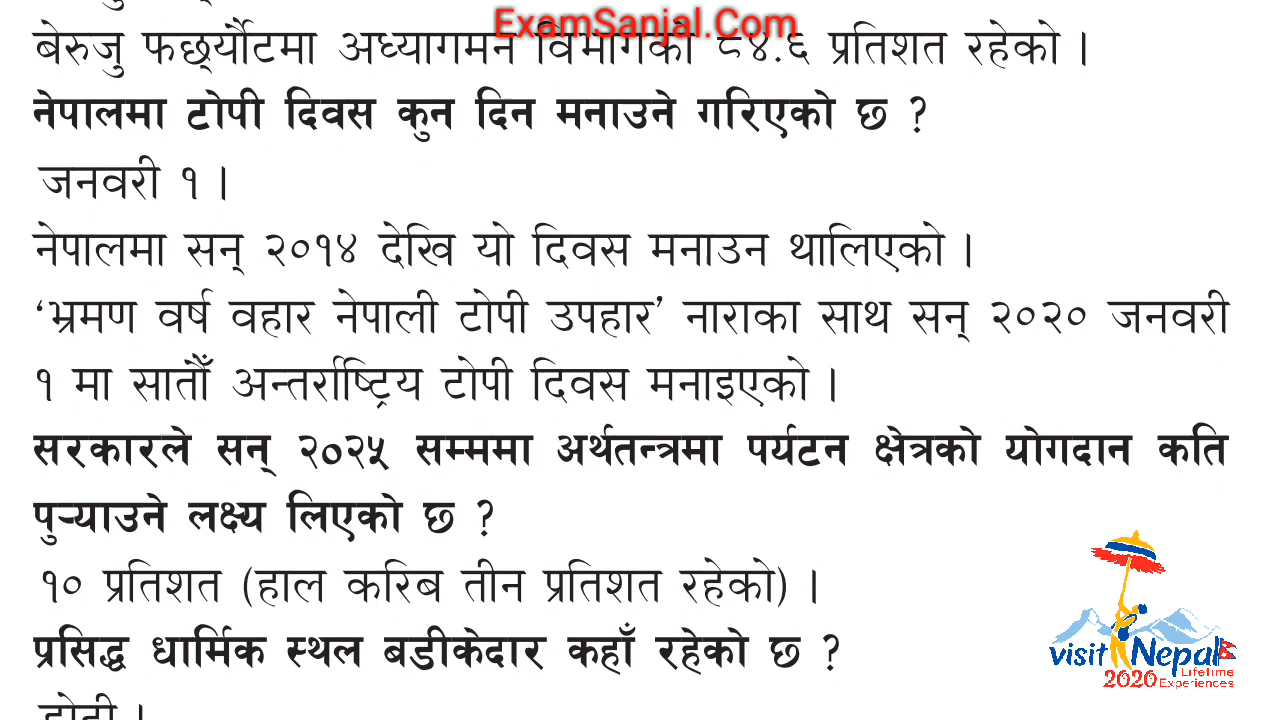 ExamSanjal.Com
बेरुजु फर्छ्यौटमा अध्यागमन विभागको ८४.६ प्रतिशत रहेको ।
नेपालमा टोपी दिवस कुन दिन मनाउने गरिएको छ ?
जनवरी १ ।
नेपालमा सन् २०१४ देखि यो दिवस मनाउन थालिएको ।
‘भ्रमण वर्ष वहार नेपाली टोपी उपहार’ नाराका साथ सन् २०२० जनवरी
१ मा सातौँ अन्तर्राष्ट्रिय टोपी दिवस मनाइएको ।
सरकारले सन् २०२५ सम्ममा अर्थतन्त्रमा पर्यटन क्षेत्रको योगदान कति
पुर्‍याउने लक्ष्य लिएको छ ?
१० प्रतिशत (हाल करिब तीन प्रतिशत रहेको) ।
प्रसिद्ध धार्मिक स्थल बडीकेदार कहाँ रहेको छ ?
visit Nepal
2020 Lifetime Experiences